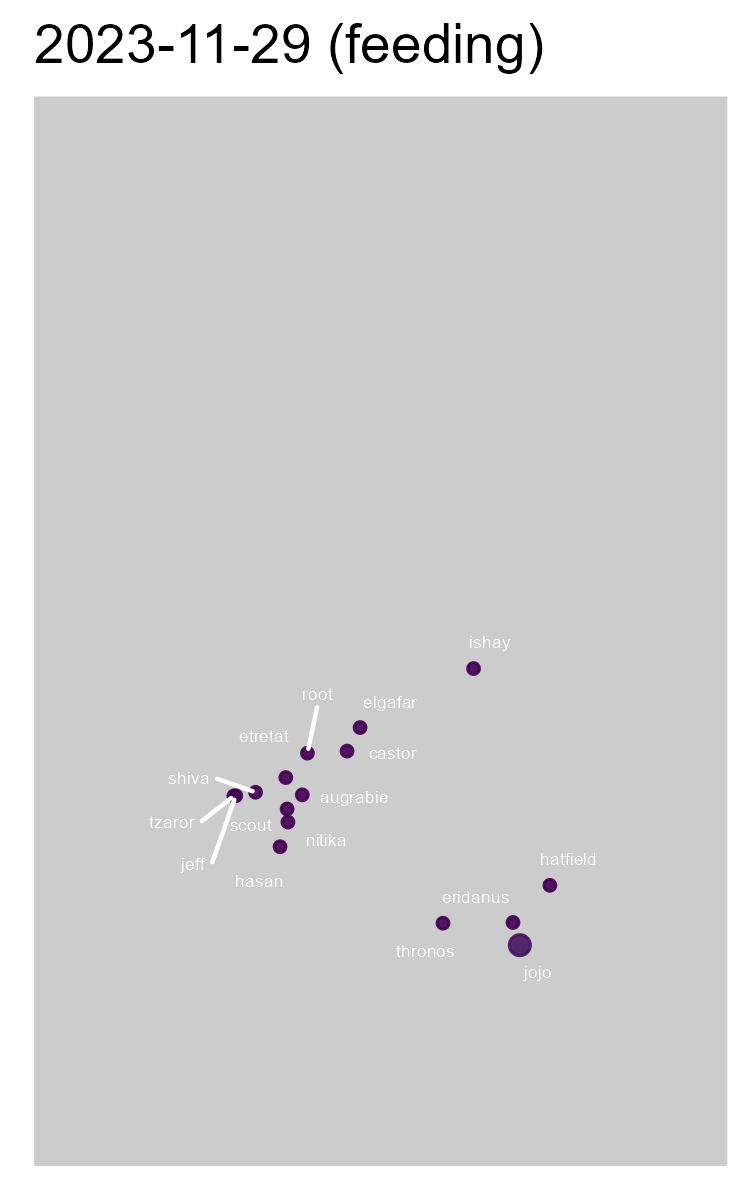 2023-11-29 (feeding)
ishay
root
elgafar
etretat
castor
shiva
augrabie
tzaror
scout
nitika
jeff
hatfield
hasan
eridanus
thronos
jojo